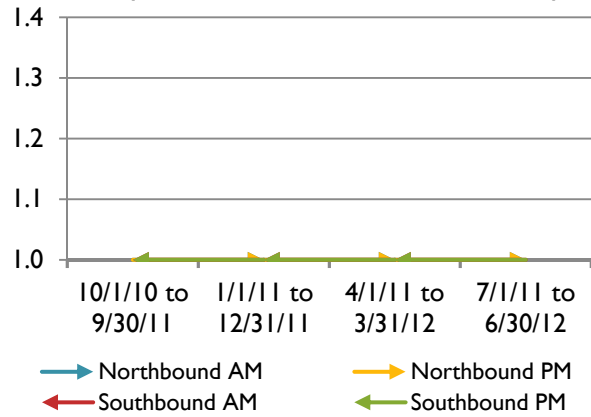 1.4
1.3
1.2
1.1
1.0
10/1/10 to 1/1/11 to 4/1/11 to 7/1/11 to
9/30/11 12/31/11 3/31/12 6/30/12
Northbound AM Northbound PM
Southbound AM Southbound PM